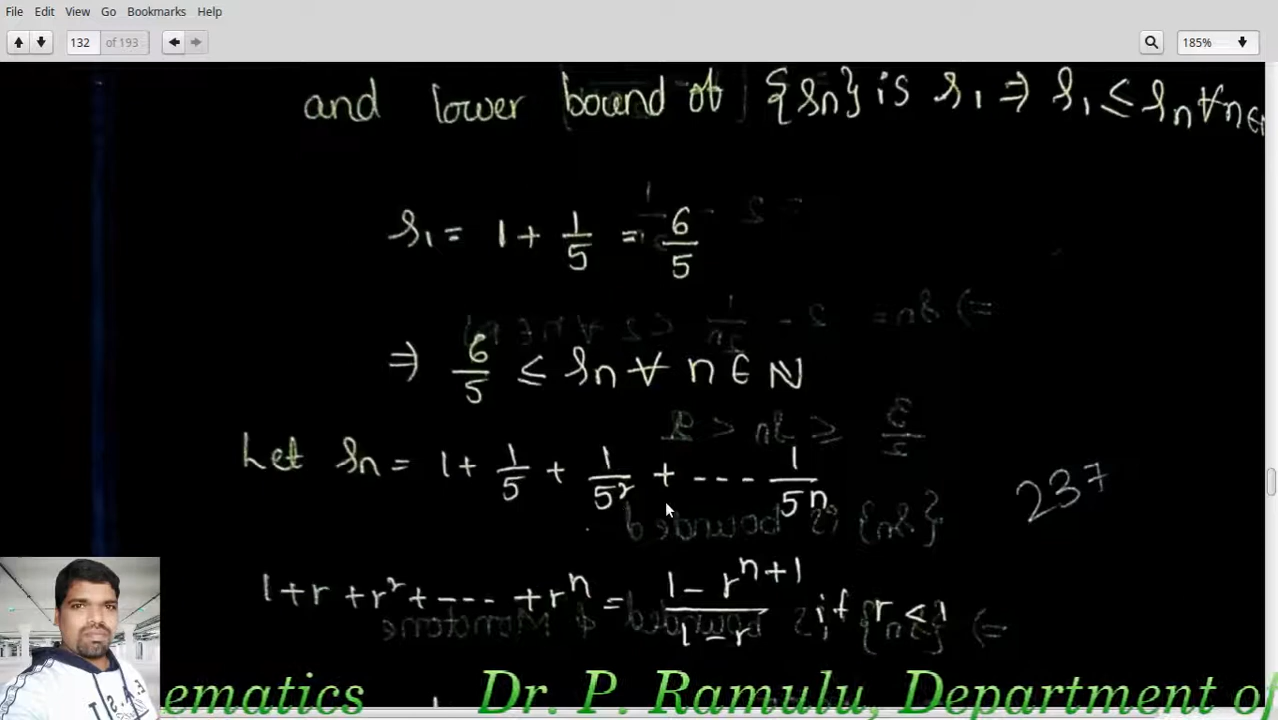 File Edit View Go Bookmarks Help
132 of 193 185%
and lower bound of {Sn} is S₁ ⇒ S₁ ≤ Sn ∀ n ∈
S₁ = 1 + 1/5 = 6/5
⇒ 6/5 ≤ Sn ∀ n ∈ N
Let Sn = 1 + 1/5 + 1/5² + ---- 1/5ⁿ
237
1 + r + r² + ---- + rⁿ = (1 - rⁿ⁺¹)/(1 - r) if r < 1
ematics Dr. P. Ramulu, Department of